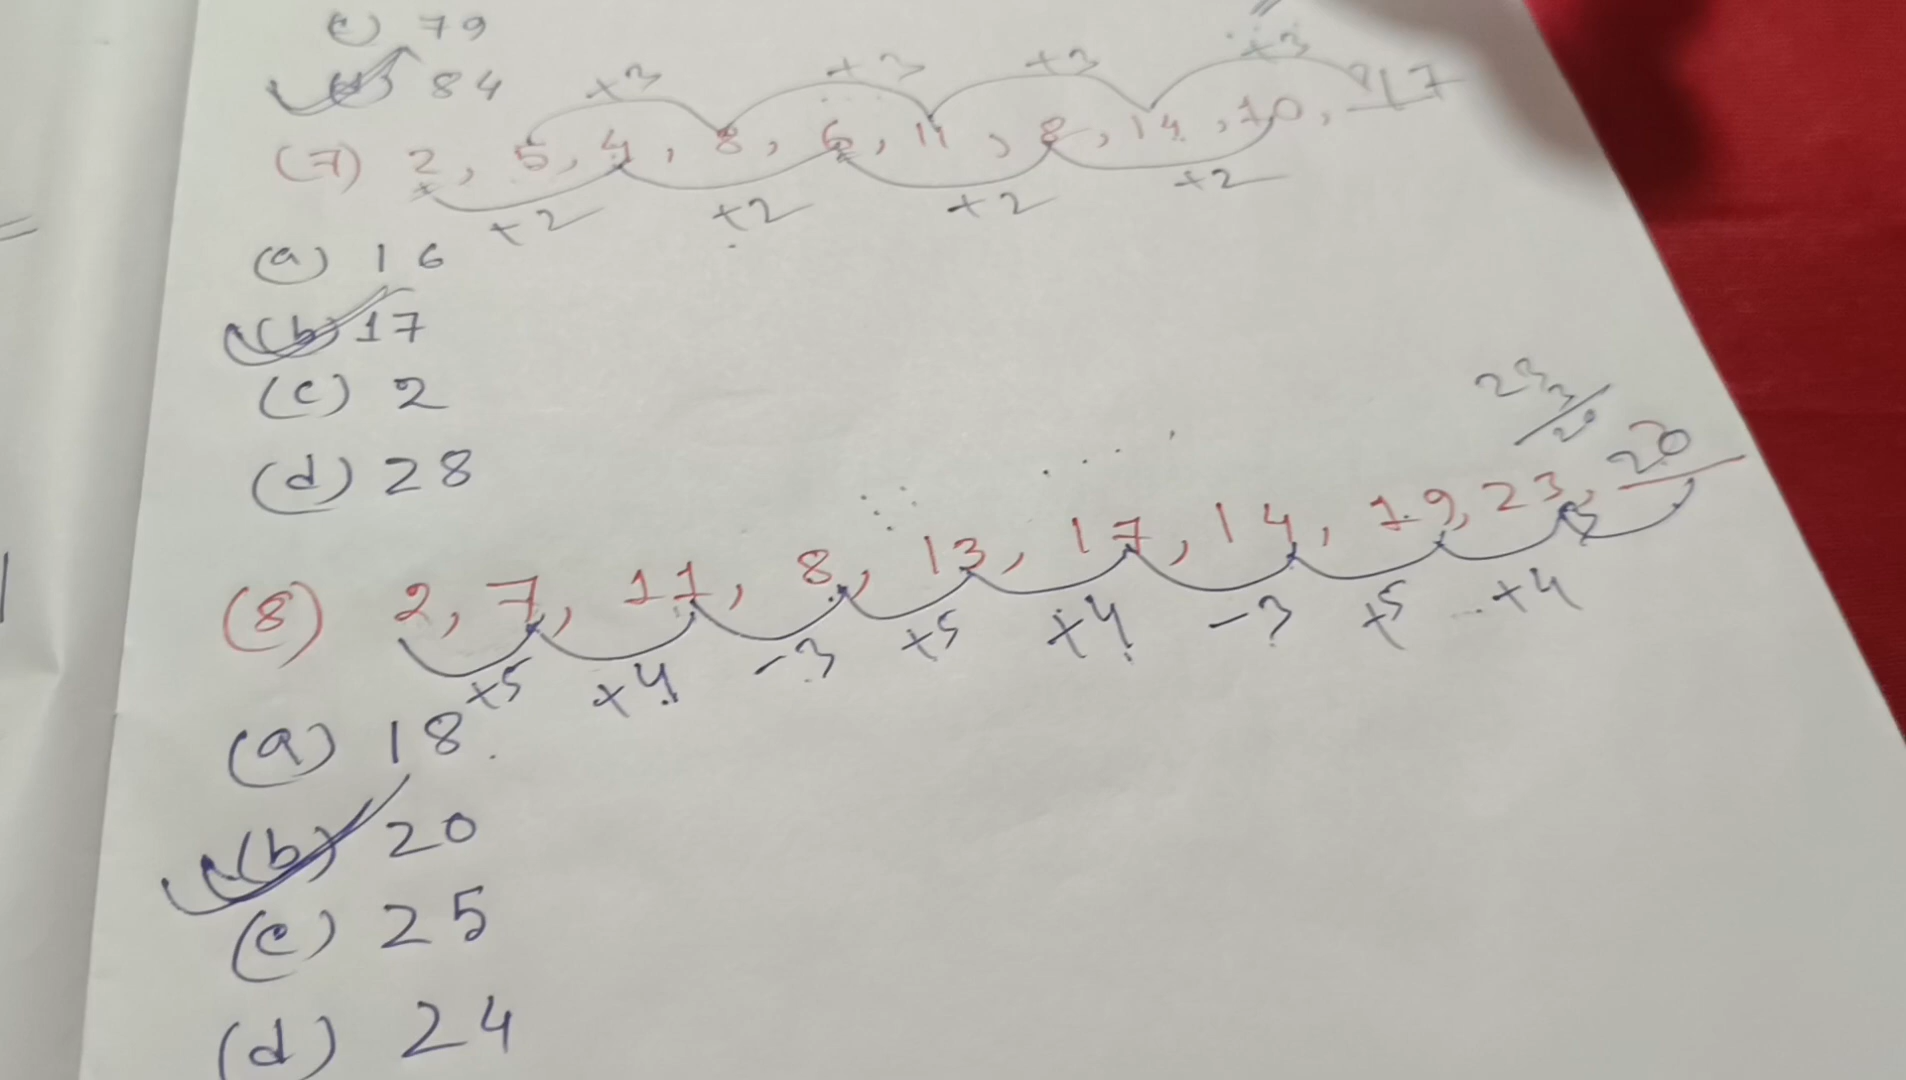 (c) 79
84
+3 +3 +3 +3
(7) 2, 5, 4, 8, 6, 11, 8, 14, 10, 17
+2 +2 +2 +2
(a) 16
(b) 17
(c) 2
(d) 28
23
3
20
(8) 2, 7, 11, 8, 13, 17, 14, 19, 23, 20
+5 +4 -3 +5 +4 -3 +5 +4
(a) 18
(b) 20
(c) 25
(d) 24